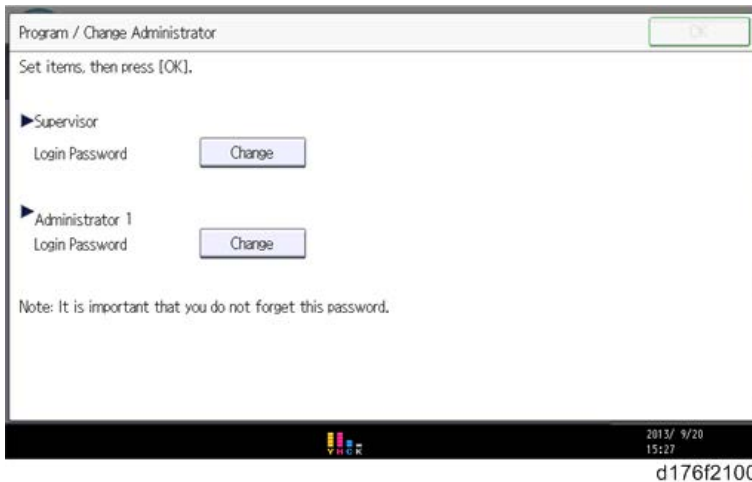 Program / Change Administrator
OK
Set items, then press [OK].
▶Supervisor
Login Password Change
▶Administrator 1
Login Password Change
Note: It is important that you do not forget this password.
Y M C K
2013/ 9/20
15:27
d176f2100